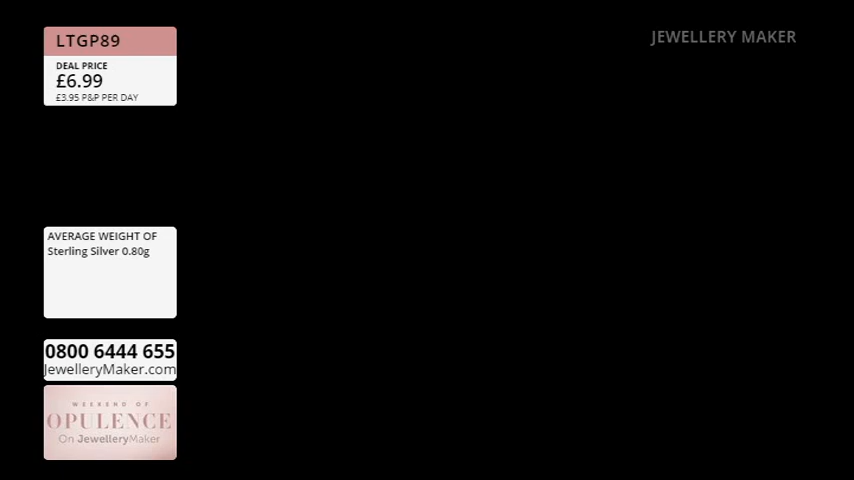 LTGP89
JEWELLERY MAKER
DEAL PRICE
£6.99
£3.95 P&P PER DAY
AVERAGE WEIGHT OF
Sterling Silver 0.80g
0800 6444 655
JewelleryMaker.com
WEEKEND OF
OPULENCE
On JewelleryMaker